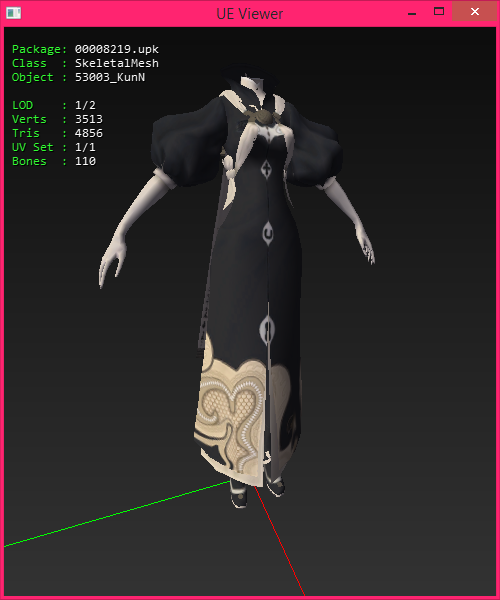 UE Viewer
Package: 00008219.upk
Class : SkeletalMesh
Object : 53003_KunN
LOD : 1/2
Verts : 3513
Tris : 4856
UV Set : 1/1
Bones : 110